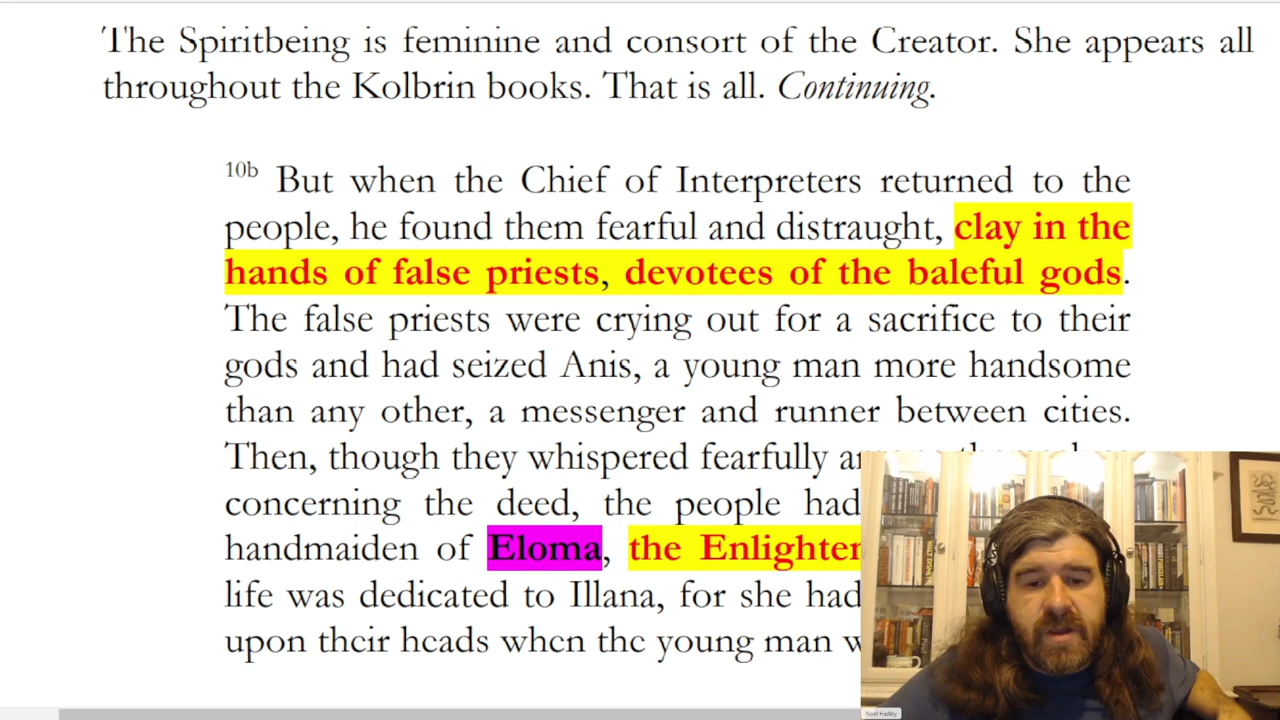 The Spiritbeing is feminine and consort of the Creator. She appears all
throughout the Kolbrin books. That is all. Continuing.
10b But when the Chief of Interpreters returned to the
people, he found them fearful and distraught, clay in the
hands of false priests, devotees of the baleful gods.
The false priests were crying out for a sacrifice to their
gods and had seized Anis, a young man more handsome
than any other, a messenger and runner between cities.
Then, though they whispered fearfully
concerning the deed, the people had
handmaiden of Eloma, the
life was dedicated to Illana, for she had
upon their heads when the young man
Noel Hadley